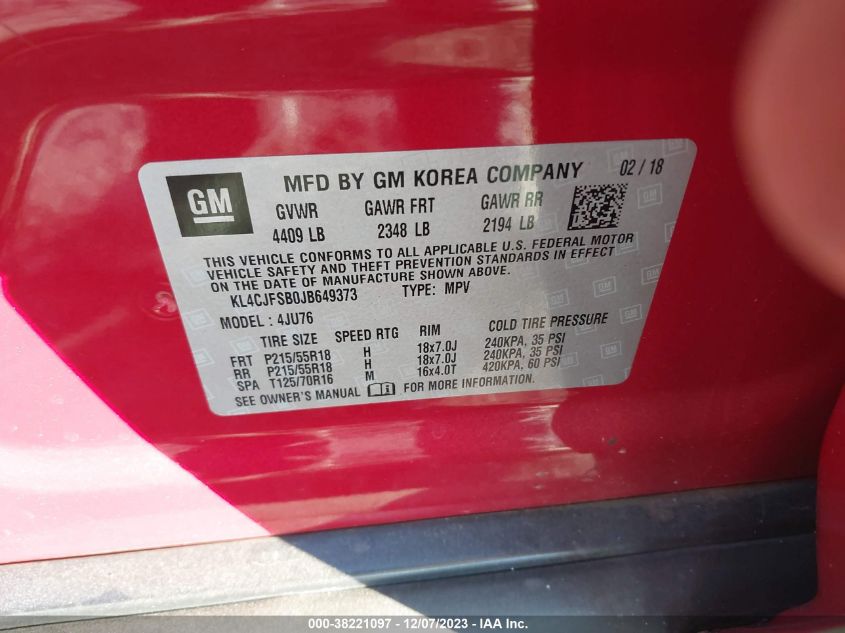 GM
MFD BY GM KOREA COMPANY 02 / 18
GVWR GAWR FRT GAWR RR
4409 LB 2348 LB 2194 LB
THIS VEHICLE CONFORMS TO ALL APPLICABLE U.S. FEDERAL MOTOR
VEHICLE SAFETY AND THEFT PREVENTION STANDARDS IN EFFECT
ON THE DATE OF MANUFACTURE SHOWN ABOVE.
KL4CJFSB0JB649373 TYPE: MPV
MODEL : 4JU76
TIRE SIZE SPEED RTG RIM COLD TIRE PRESSURE
FRT P215/55R18 H 18x7.0J 240KPA, 35 PSI
RR P215/55R18 H 18x7.0J 240KPA, 35 PSI
SPA T125/70R16 M 16x4.0T 420KPA, 60 PSI
SEE OWNER'S MANUAL FOR MORE INFORMATION.
000-38221097 - 12/07/2023 - IAA Inc.